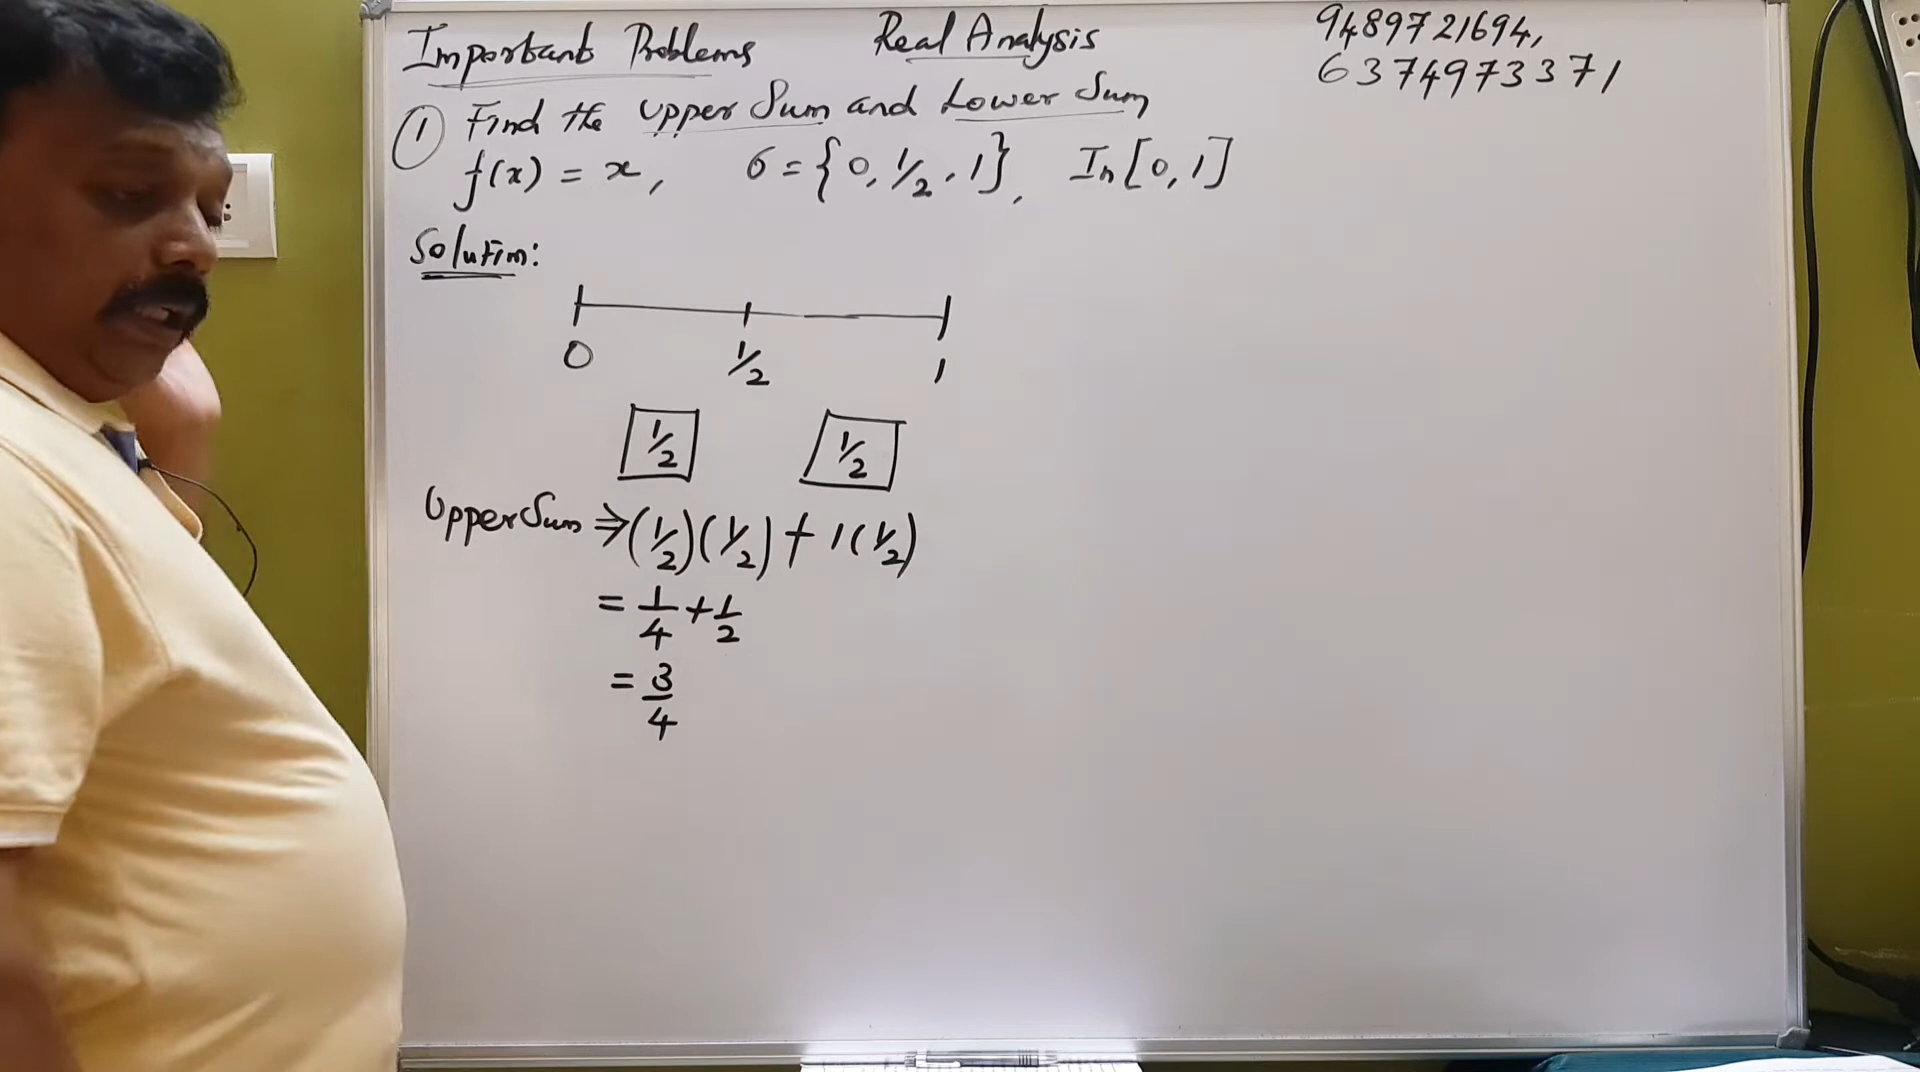 Important Problems Real Analysis
9489721694,
6374973371
① Find the Upper Sum and Lower Sum
f(x) = x, σ = {0, 1/2, 1}, In [0, 1]
Solution:
0 1/2 1
1/2 1/2
Upper Sum ⇒ (1/2)(1/2) + 1(1/2)
= 1/4 + 1/2
= 3/4